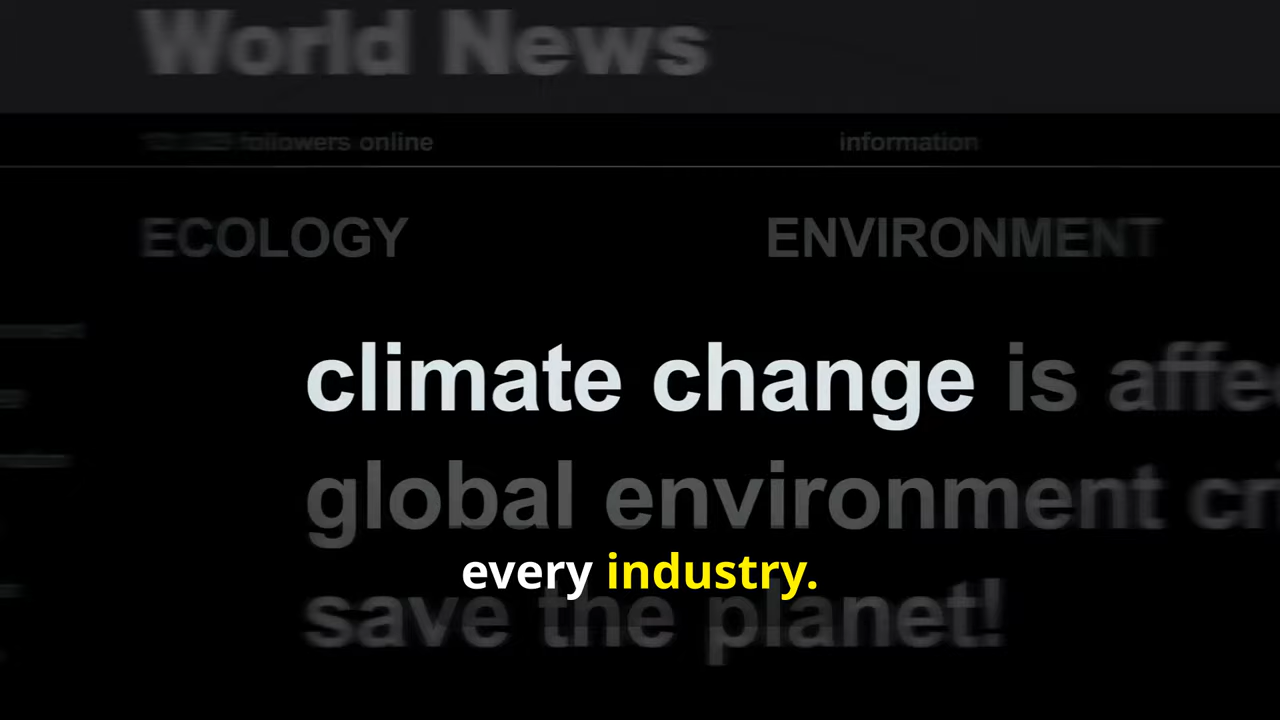 World News
followers online
information
ECOLOGY
ENVIRONMENT
climate change is
global environment
every industry.
save the planet!